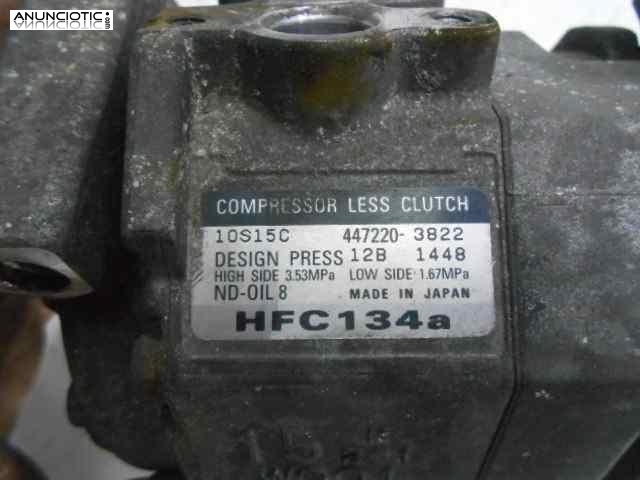 ANUNCIOTIC.com
COMPRESSOR LESS CLUTCH
10S15C 447220-3822
DESIGN PRESS 12B 1448
HIGH SIDE 3.53MPa LOW SIDE 1.67MPa
ND-OIL 8 MADE IN JAPAN
HFC134a